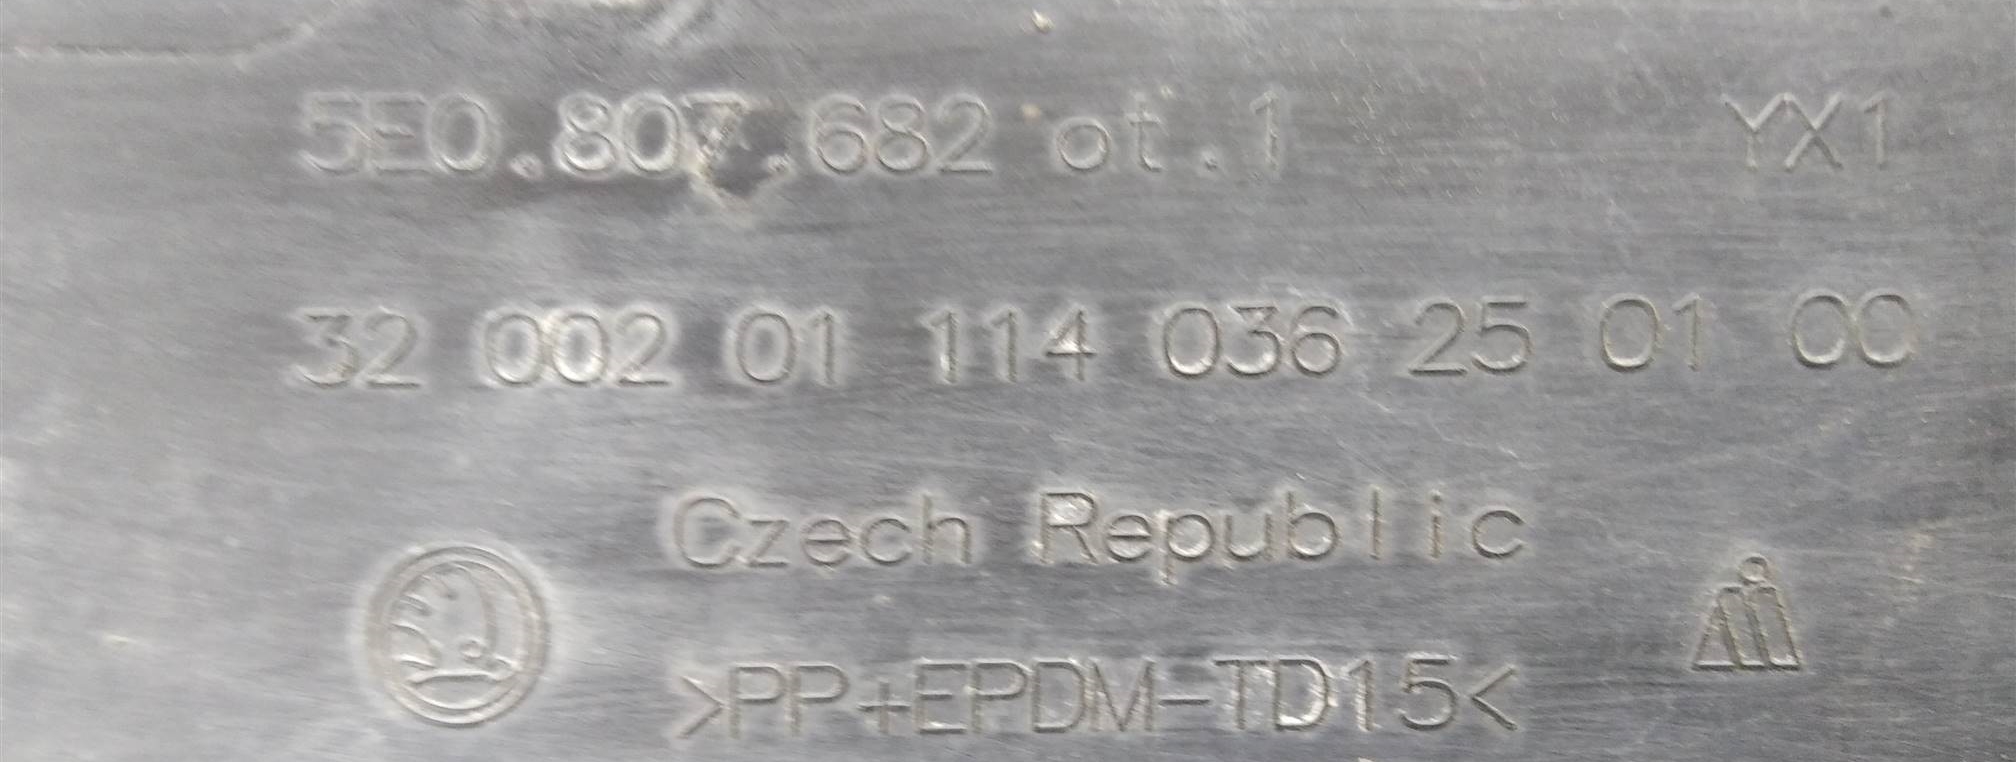 5E0.807.682 ot.1 YX1
32 002 01 114 036 25 01 00
Czech Republic
>PP+EPDM-TD15<